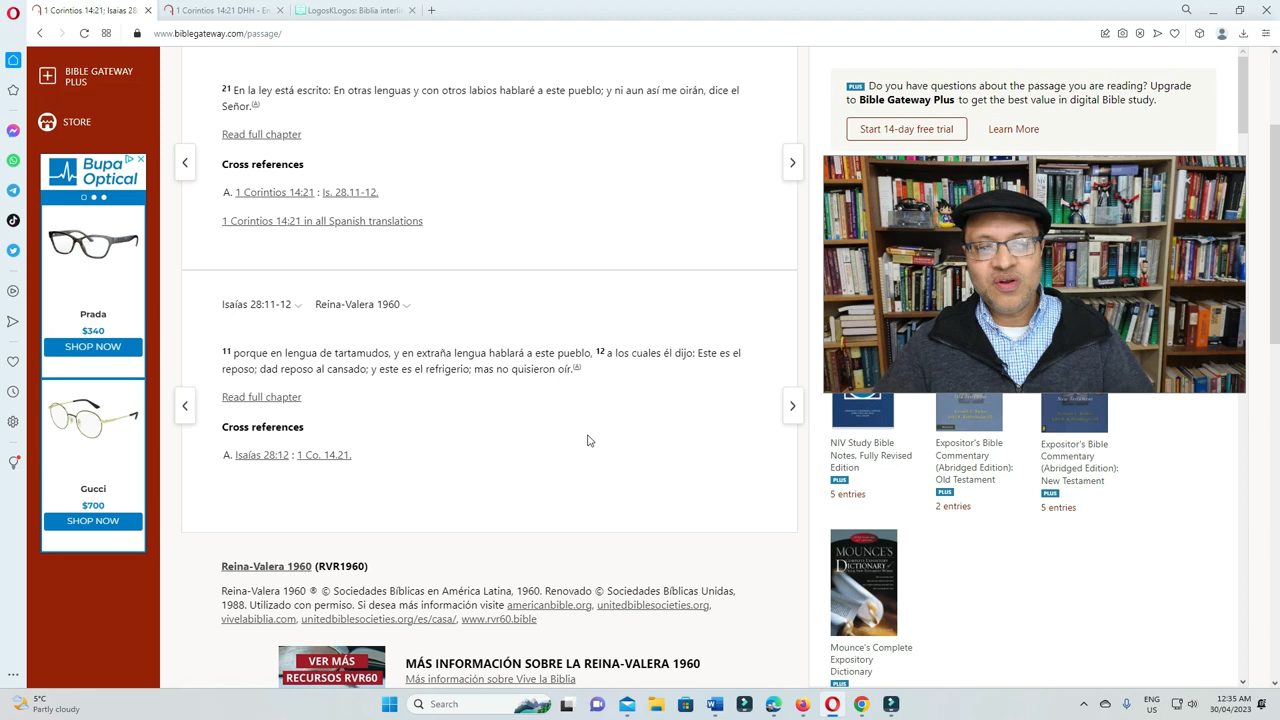 1 Corintios 14:21; Isaías 28:
1 Corintios 14:21 DHH - En
LogosKLogos: Biblia interli
www.biblegateway.com/passage/
BIBLE GATEWAY
PLUS
STORE
Bupa
Optical
Prada
$340
SHOP NOW
Gucci
$700
SHOP NOW
21 En la ley está escrito: En otras lenguas y con otros labios hablaré a este pueblo; y ni aun así me oirán, dice el
Señor.(A)
Read full chapter
Cross references
A. 1 Corintios 14:21 : Is. 28.11-12.
1 Corintios 14:21 in all Spanish translations
Isaías 28:11-12 Reina-Valera 1960
11 porque en lengua de tartamudos, y en extraña lengua hablará a este pueblo, 12 a los cuales él dijo: Este es el
reposo; dad reposo al cansado; y este es el refrigerio; mas no quisieron oír.(A)
Read full chapter
Cross references
A. Isaías 28:12 : 1 Co. 14.21.
Reina-Valera 1960 (RVR1960)
Reina-Valera 1960 ® © Sociedades Bíblicas en América Latina, 1960. Renovado © Sociedades Bíblicas Unidas,
1988. Utilizado con permiso. Si desea más información visite americanbible.org, unitedbiblesocieties.org,
vivelabiblia.com, unitedbiblesocieties.org/es/casa/, www.rvr60.bible
VER MÁS
RECURSOS RVR60
MÁS INFORMACIÓN SOBRE LA REINA-VALERA 1960
Más información sobre Vive la Biblia
PLUS Do you have questions about the passage you are reading? Upgrade
to Bible Gateway Plus to get the best value in digital Bible study.
Start 14-day free trial Learn More
NIV Study Bible
Notes, Fully Revised
Edition
PLUS
5 entries
Expositor's Bible
Commentary
(Abridged Edition):
Old Testament
PLUS
2 entries
Expositor's Bible
Commentary
(Abridged Edition):
New Testament
PLUS
5 entries
MOUNCE'S
DICTIONARY
Mounce's Complete
Expository
Dictionary
PLUS
5°C
Partly cloudy
Search
ENG
US
12:35 AM
30/04/2023